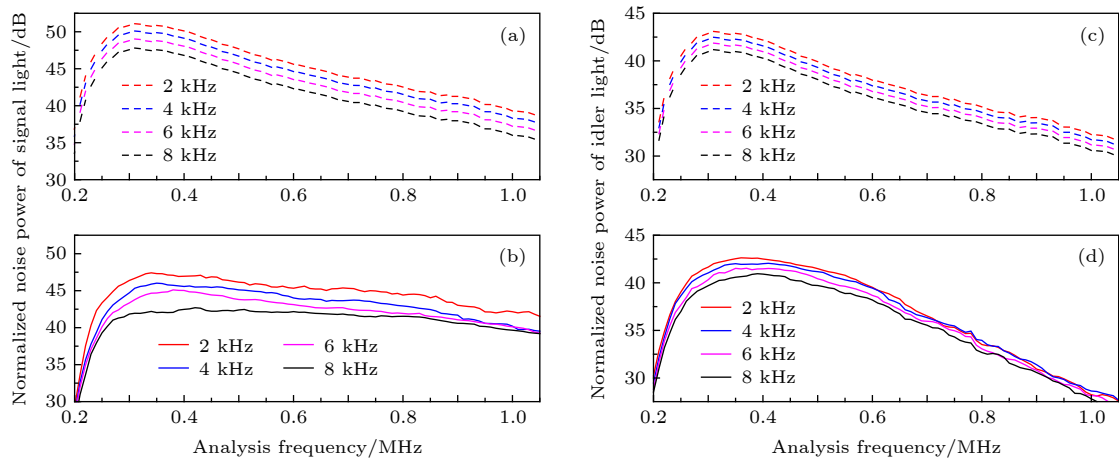 Normalized noise power of signal light/dB
50
45
40
35
30
(a)
2 kHz
4 kHz
6 kHz
8 kHz
0.2 0.4 0.6 0.8 1.0
50
45
40
35
30
(b)
2 kHz 6 kHz
4 kHz 8 kHz
0.2 0.4 0.6 0.8 1.0
Analysis frequency/MHz
Normalized noise power of idler light/dB
45
40
35
30
(c)
2 kHz
4 kHz
6 kHz
8 kHz
0.2 0.4 0.6 0.8 1.0
45
40
35
30
(d)
2 kHz
4 kHz
6 kHz
8 kHz
0.2 0.4 0.6 0.8 1.0
Analysis frequency/MHz